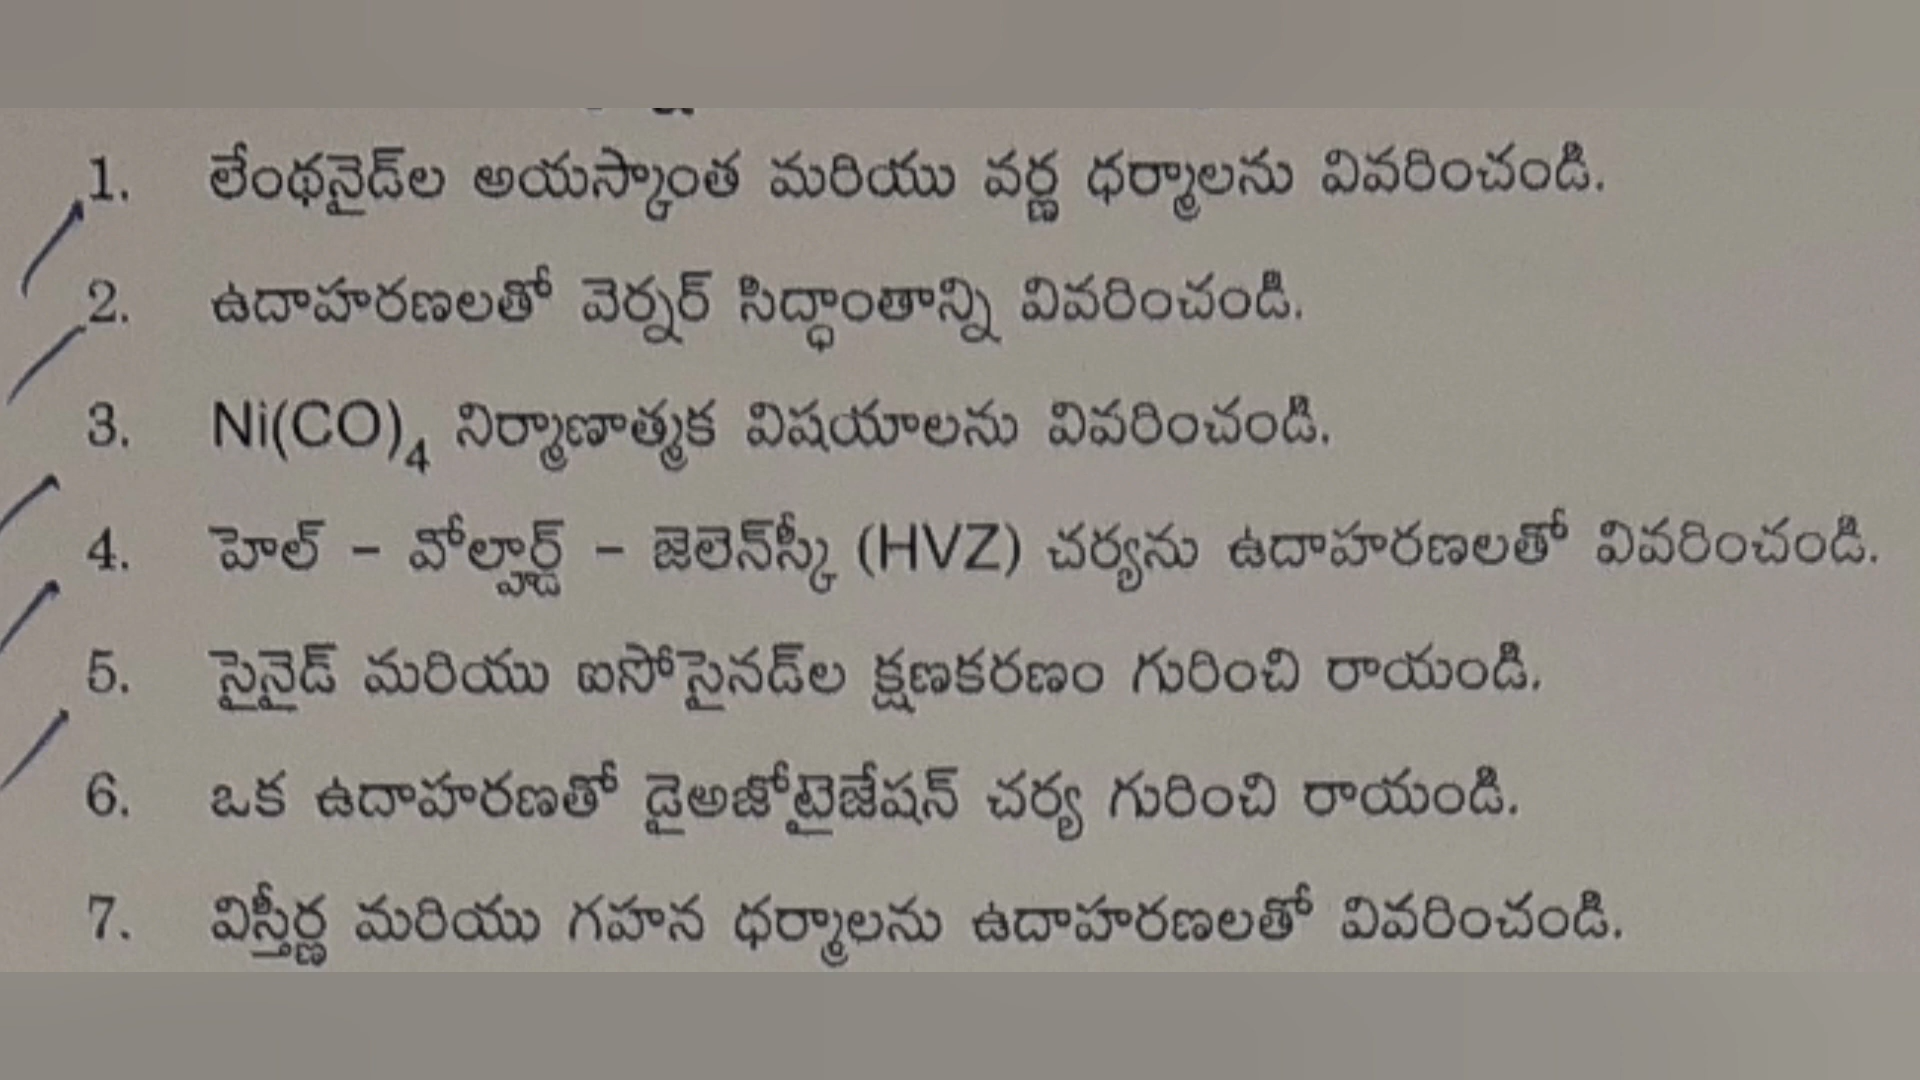 1. లేంథనైడ్‌ల అయస్కాంత మరియు వర్ణ ధర్మాలను వివరించండి.
2. ఉదాహరణలతో వెర్నర్ సిద్ధాంతాన్ని వివరించండి.
3. Ni(CO)₄ నిర్మాణాత్మక విషయాలను వివరించండి.
4. హెల్ – వోల్హార్డ్ – జెలెన్‌స్కీ (HVZ) చర్యను ఉదాహరణలతో వివరించండి.
5. సైనైడ్ మరియు ఐసోసైనడ్‌ల క్షణకరణం గురించి రాయండి.
6. ఒక ఉదాహరణతో డైఅజోటైజేషన్ చర్య గురించి రాయండి.
7. విస్తీర్ణ మరియు గహన ధర్మాలను ఉదాహరణలతో వివరించండి.